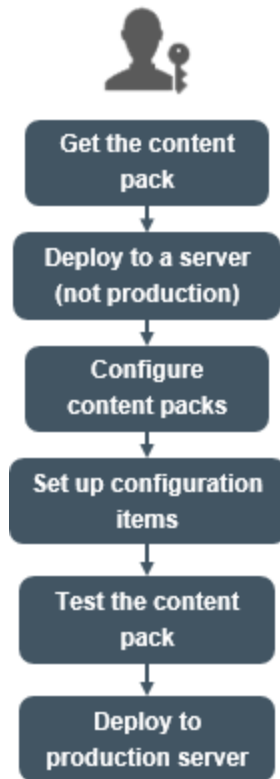 Get the content
pack
Deploy to a server
(not production)
Configure
content packs
Set up configuration
items
Test the content
pack
Deploy to
production server